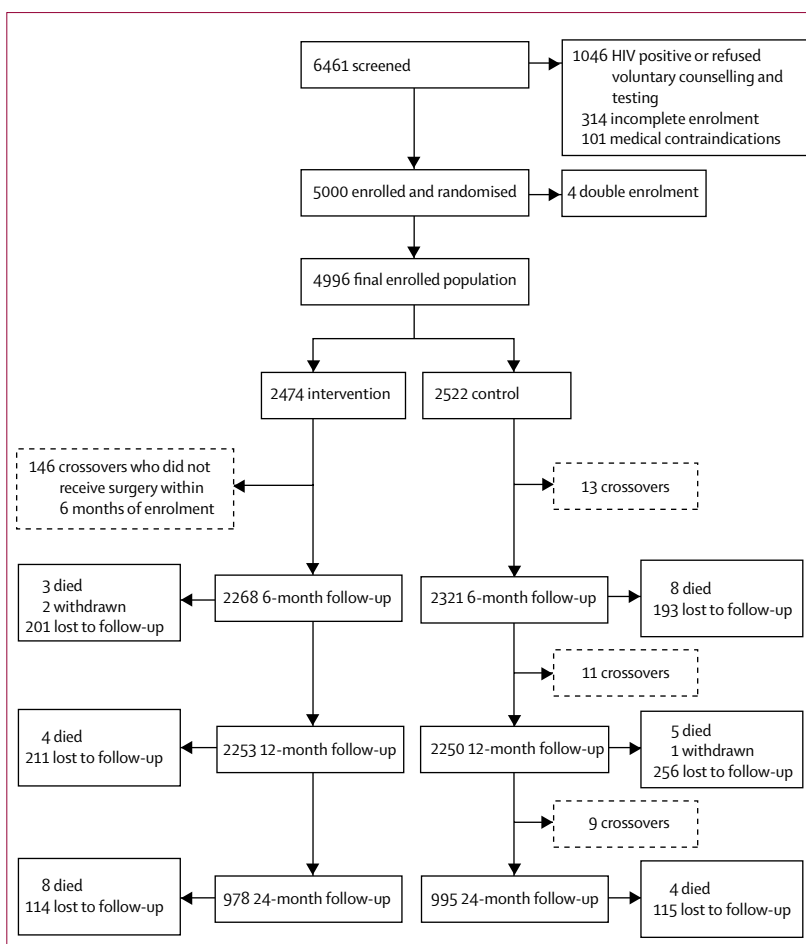 6461 screened
1046 HIV positive or refused
voluntary counselling and
testing
314 incomplete enrolment
101 medical contraindications
5000 enrolled and randomised
4 double enrolment
4996 final enrolled population
2474 intervention
2522 control
146 crossovers who did not
receive surgery within
6 months of enrolment
13 crossovers
3 died
2 withdrawn
201 lost to follow-up
2268 6-month follow-up
2321 6-month follow-up
8 died
193 lost to follow-up
11 crossovers
4 died
211 lost to follow-up
2253 12-month follow-up
2250 12-month follow-up
5 died
1 withdrawn
256 lost to follow-up
9 crossovers
8 died
114 lost to follow-up
978 24-month follow-up
995 24-month follow-up
4 died
115 lost to follow-up